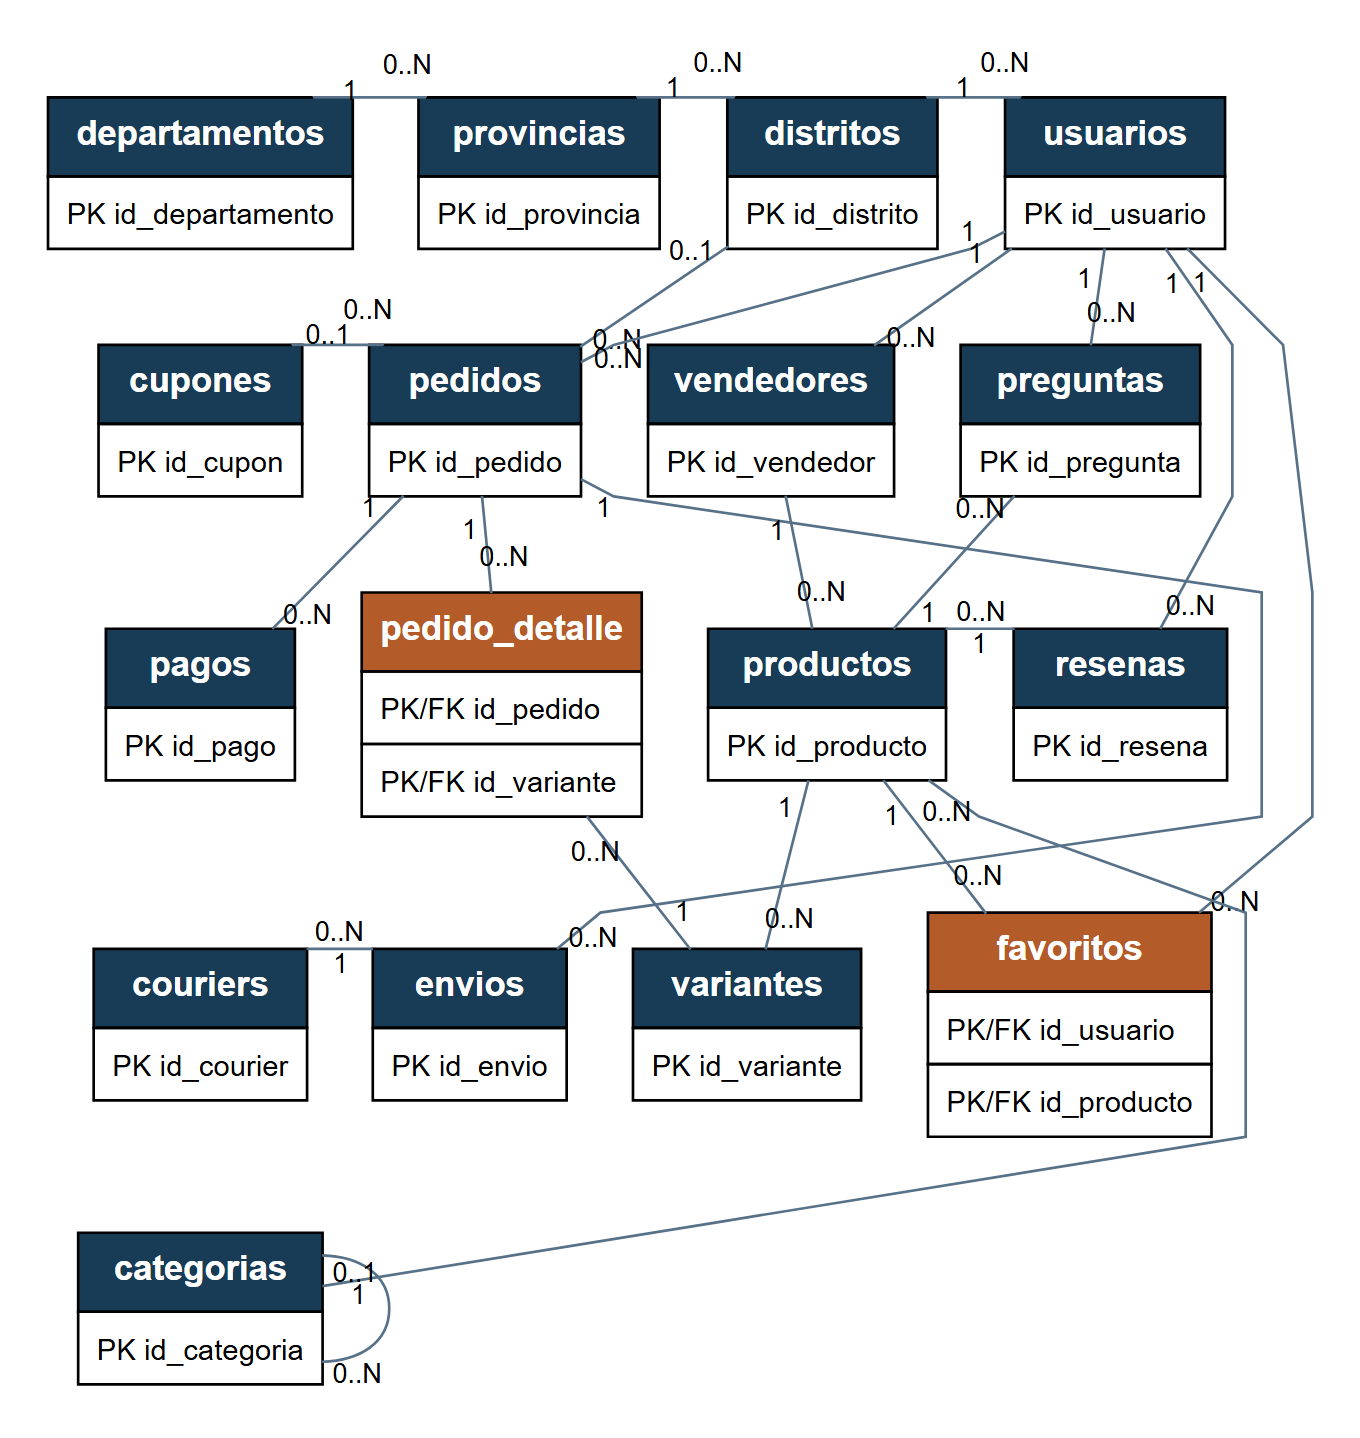 0..N 0..N 0..N
1 1 1
departamentos provincias distritos usuarios
PK id_departamento PK id_provincia PK id_distrito PK id_usuario
0..1 1 1 1 1 1
0..N 0..N
0..1 0..N 0..N 0..N
cupones pedidos vendedores preguntas
PK id_cupon PK id_pedido PK id_vendedor PK id_pregunta
1 1 1 1 0..N
0..N 0..N
0..N 1 0..N 0..N
1
pedido_detalle
pagos productos resenas
PK/FK id_pedido
PK id_pago PK id_producto PK id_resena
PK/FK id_variante
1 1 0..N
0..N 0..N
1 0..N 0..N
0..N 0..N
1
favoritos
couriers envios variantes
PK/FK id_usuario
PK id_courier PK id_envio PK id_variante
PK/FK id_producto
categorias 0..1
1
PK id_categoria
0..N